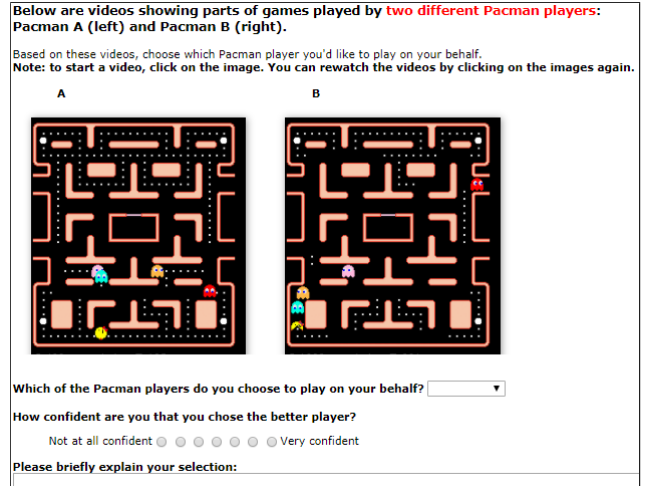 Below are videos showing parts of games played by two different Pacman players:
Pacman A (left) and Pacman B (right).
Based on these videos, choose which Pacman player you'd like to play on your behalf.
Note: to start a video, click on the image. You can rewatch the videos by clicking on the images again.
A B
Which of the Pacman players do you choose to play on your behalf?
How confident are you that you chose the better player?
Not at all confident Very confident
Please briefly explain your selection: